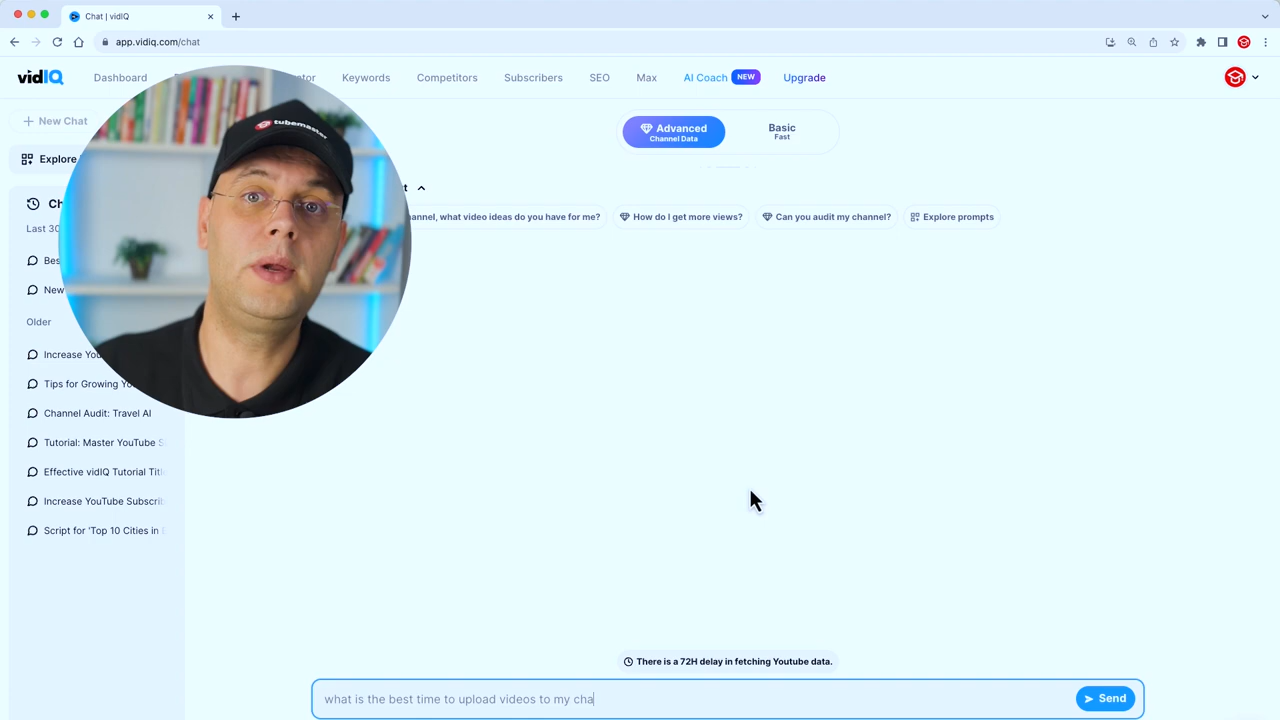 Chat | vidIQ
app.vidiq.com/chat
vidIQ
Dashboard
Keywords
Competitors
Subscribers
SEO
Max
AI Coach NEW
Upgrade
New Chat
Advanced
Channel Data
Basic
Fast
Explore
tubemaster
what video ideas do you have for me?
How do I get more views?
Can you audit my channel?
Explore prompts
Last 30
New
Older
Increase
Tips for Growing
Channel Audit: Travel AI
Tutorial: Master YouTube
Effective vidIQ Tutorial
Increase YouTube
Script for 'Top 10 Cities in
There is a 72H delay in fetching Youtube data.
what is the best time to upload videos to my cha
Send